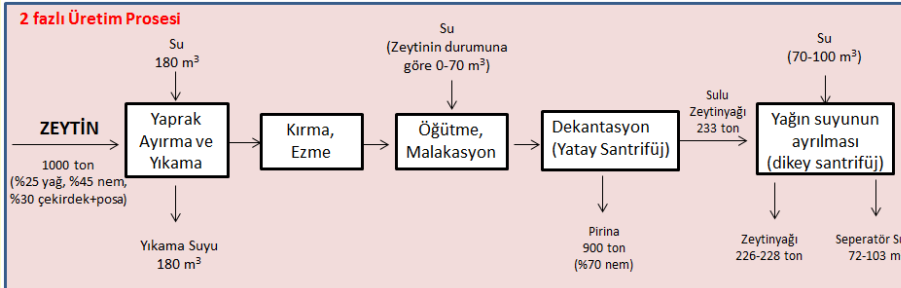 2 fazlı Üretim Prosesi
Su
180 m³
Su
(Zeytinin durumuna
göre 0-70 m³)
Su
(70-100 m³)
ZEYTİN
1000 ton
(%25 yağ, %45 nem,
%30 çekirdek+posa)
Yaprak
Ayırma ve
Yıkama
Kırma,
Ezme
Öğütme,
Malakasyon
Dekantasyon
(Yatay Santrifüj)
Sulu
Zeytinyağı
233 ton
Yağın suyunun
ayrılması
(dikey santrifüj)
Yıkama Suyu
180 m³
Pirina
900 ton
(%70 nem)
Zeytinyağı
226-228 ton
Seperatör S
72-103 m